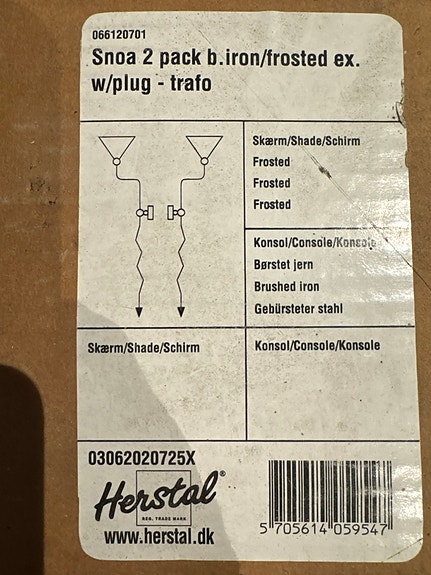 066120701
Snoa 2 pack b.iron/frosted ex.
w/plug - trafo
Skærm/Shade/Schirm
Frosted
Frosted
Frosted
Konsol/Console/Konsole
Børstet jern
Brushed iron
Gebürsteter stahl
Skærm/Shade/Schirm
Konsol/Console/Konsole
03062020725X
Herstal®
REG. TRADE MARK
www.herstal.dk
5 705614 059547